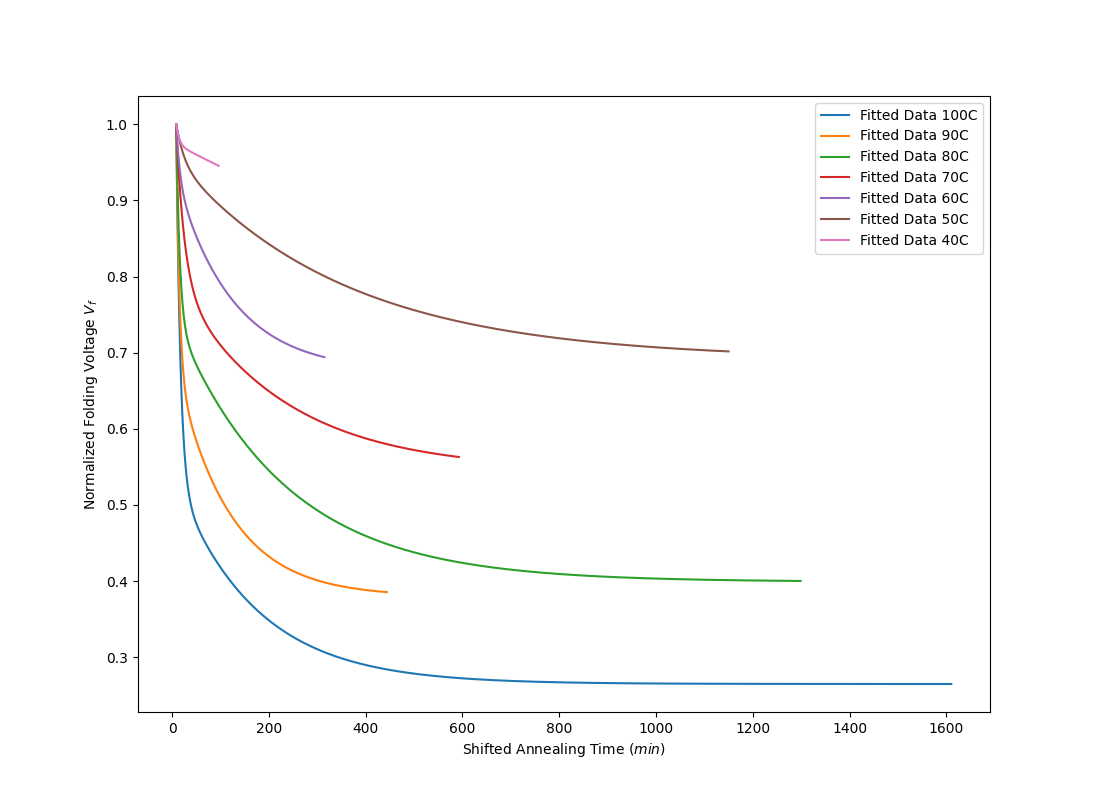 Fitted Data 100C
Fitted Data 90C
Fitted Data 80C
Fitted Data 70C
Fitted Data 60C
Fitted Data 50C
Fitted Data 40C
Normalized Folding Voltage V_f
1.0
0.9
0.8
0.7
0.6
0.5
0.4
0.3
0 200 400 600 800 1000 1200 1400 1600
Shifted Annealing Time (min)